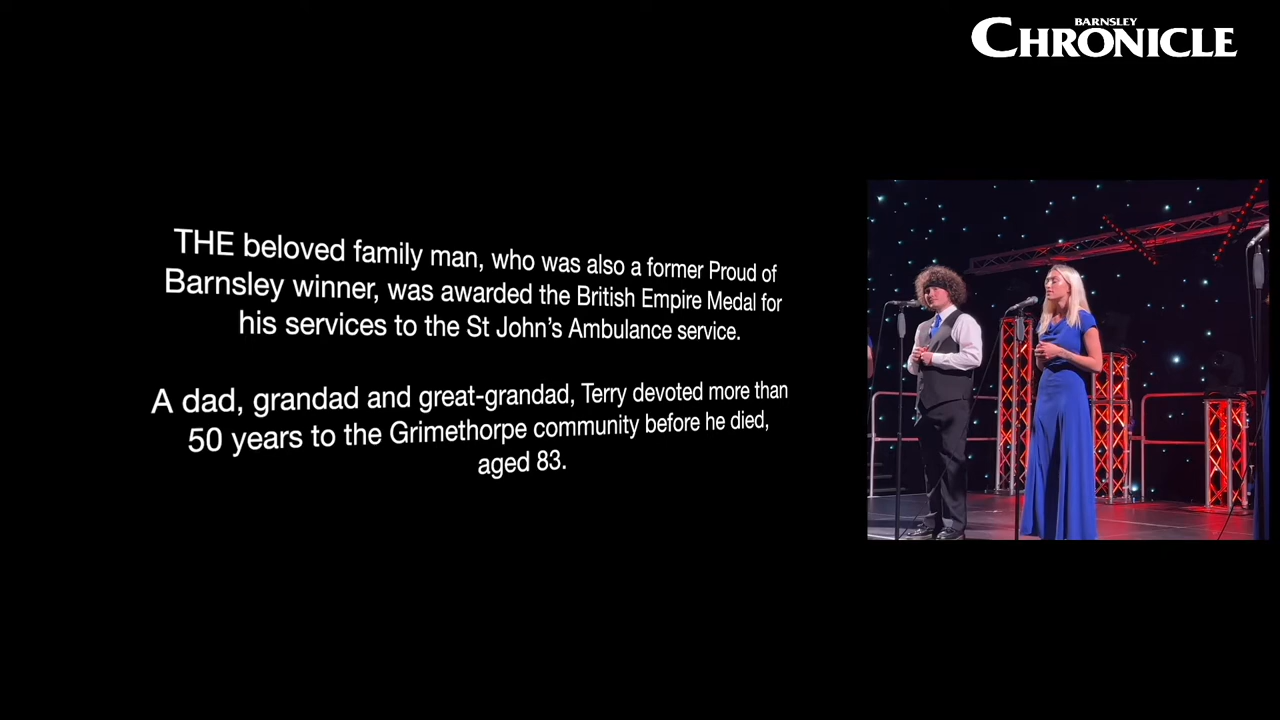 BARNSLEY
CHRONICLE
THE beloved family man, who was also a former Proud of
Barnsley winner, was awarded the British Empire Medal for
his services to the St John’s Ambulance service.
A dad, grandad and great-grandad, Terry devoted more than
50 years to the Grimethorpe community before he died,
aged 83.